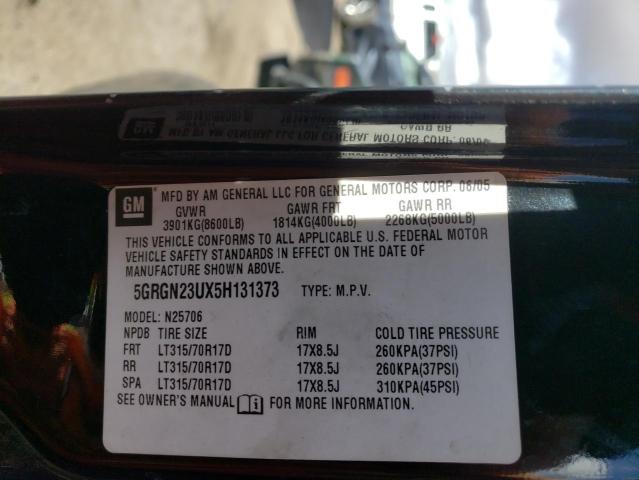 GM
MFD BY AM GENERAL LLC FOR GENERAL MOTORS CORP. 06/05
GVWR GAWR FRT GAWR RR
3901KG(8600LB) 1814KG(4000LB) 2268KG(5000LB)
THIS VEHICLE CONFORMS TO ALL APPLICABLE U.S. FEDERAL MOTOR
VEHICLE SAFETY STANDARDS IN EFFECT ON THE DATE OF
MANUFACTURE SHOWN ABOVE.
5GRGN23UX5H131373 TYPE: M.P.V.
MODEL: N25706
NPDB TIRE SIZE RIM COLD TIRE PRESSURE
FRT LT315/70R17D 17X8.5J 260KPA(37PSI)
RR LT315/70R17D 17X8.5J 260KPA(37PSI)
SPA LT315/70R17D 17X8.5J 310KPA(45PSI)
SEE OWNER'S MANUAL FOR MORE INFORMATION.